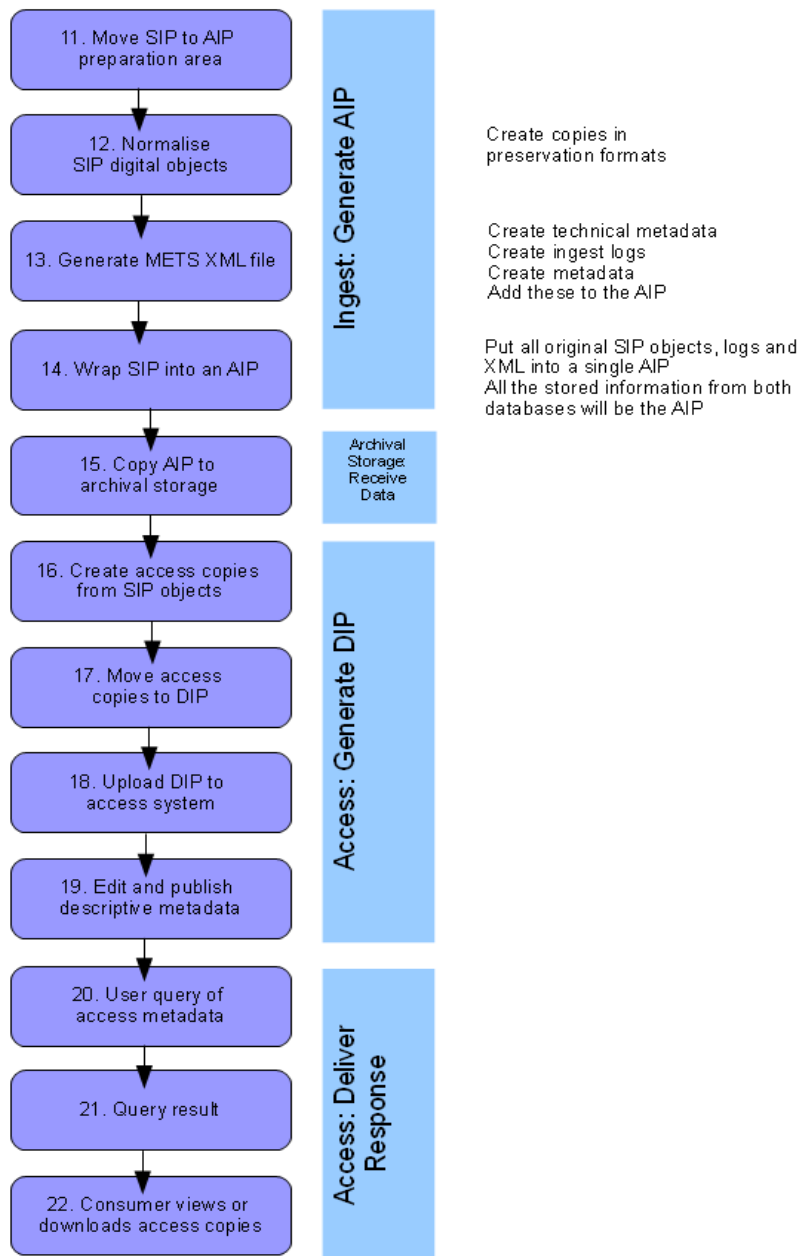 11. Move SIP to AIP
preparation area
12. Normalise
SIP digital objects
13. Generate METS XML file
14. Wrap SIP into an AIP
15. Copy AIP to
archival storage
16. Create access copies
from SIP objects
17. Move access
copies to DIP
18. Upload DIP to
access system
19. Edit and publish
descriptive metadata
20. User query of
access metadata
21. Query result
22. Consumer views or
downloads access copies
Ingest: Generate AIP
Archival
Storage:
Receive
Data
Access: Generate DIP
Access: Deliver
Response
Create copies in
preservation formats
Create technical metadata
Create ingest logs
Create metadata
Add these to the AIP
Put all original SIP objects, logs and
XML into a single AIP
All the stored information from both
databases will be the AIP